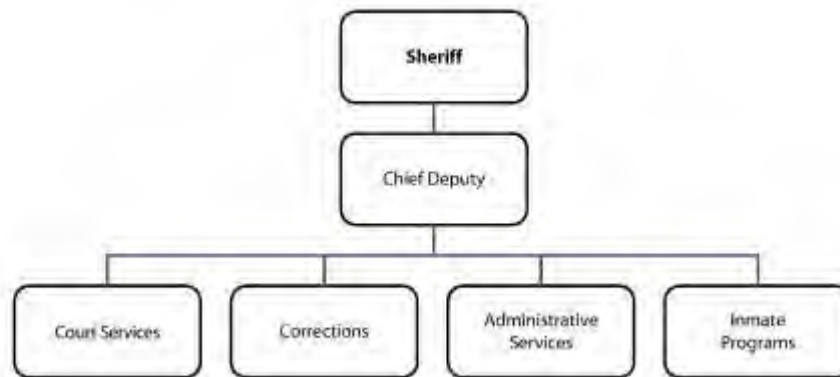 Sheriff
Chief Deputy
Court Services
Corrections
Administrative
Services
Inmate
Programs